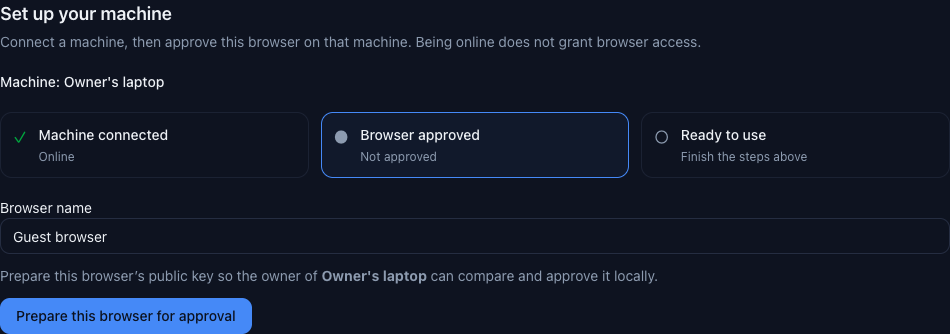 Set up your machine
Connect a machine, then approve this browser on that machine. Being online does not grant browser access.
Machine: Owner's laptop
Machine connected
Online
Browser approved
Not approved
Ready to use
Finish the steps above
Browser name
Guest browser
Prepare this browser’s public key so the owner of Owner's laptop can compare and approve it locally.
Prepare this browser for approval